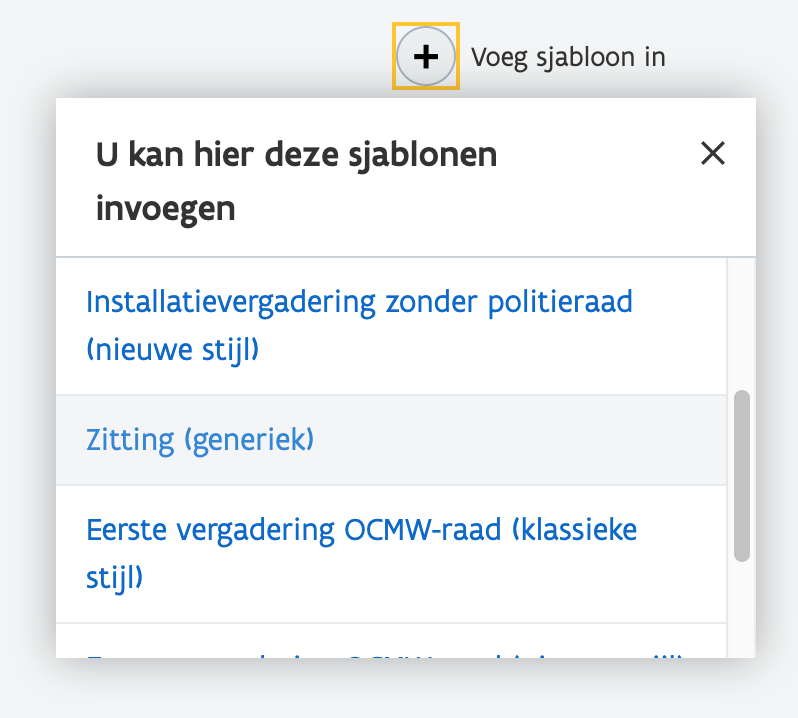 Voeg sjabloon in
U kan hier deze sjablonen
invoegen
Installatievergadering zonder politieraad
(nieuwe stijl)
Zitting (generiek)
Eerste vergadering OCMW-raad (klassieke
stijl)